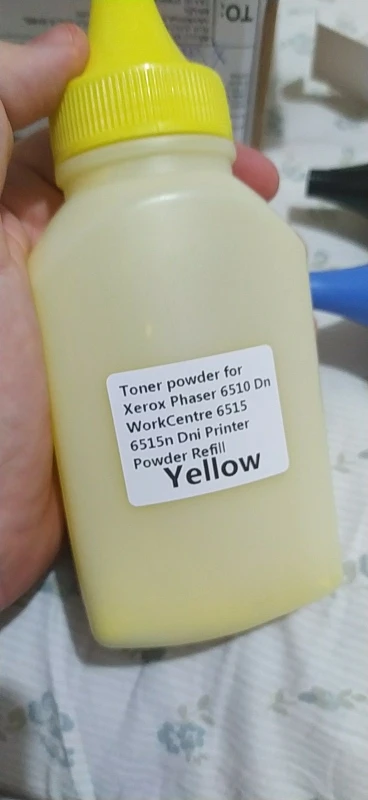 TO:
Toner powder for
Xerox Phaser 6510 Dn
WorkCentre 6515
6515n Dni Printer
Powder Refill
Yellow